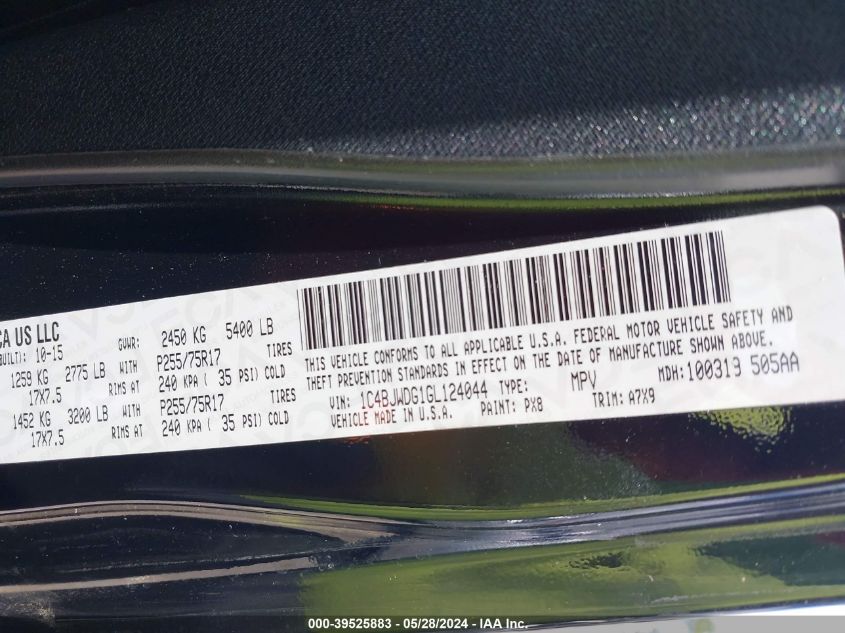 CA US LLC
BUILT): 10-15 GVWR: 2450 KG 5400 LB
1259 KG 2775 LB WITH P255/75R17 TIRES
17X7.5 RIMS AT 240 KPA ( 35 PSI) COLD
1452 KG 3200 LB WITH P255/75R17 TIRES
17X7.5 RIMS AT 240 KPA ( 35 PSI) COLD
THIS VEHICLE CONFORMS TO ALL APPLICABLE U.S.A. FEDERAL MOTOR VEHICLE SAFETY AND
THEFT PREVENTION STANDARDS IN EFFECT ON THE DATE OF MANUFACTURE SHOWN ABOVE.
VIN: 1C4BJWDG1GL124044 TYPE: MPV MDH: 100313 505AA
VEHICLE MADE IN U.S.A. PAINT: PX8 TRIM: A7X9
000-39525883 - 05/28/2024 - IAA Inc.